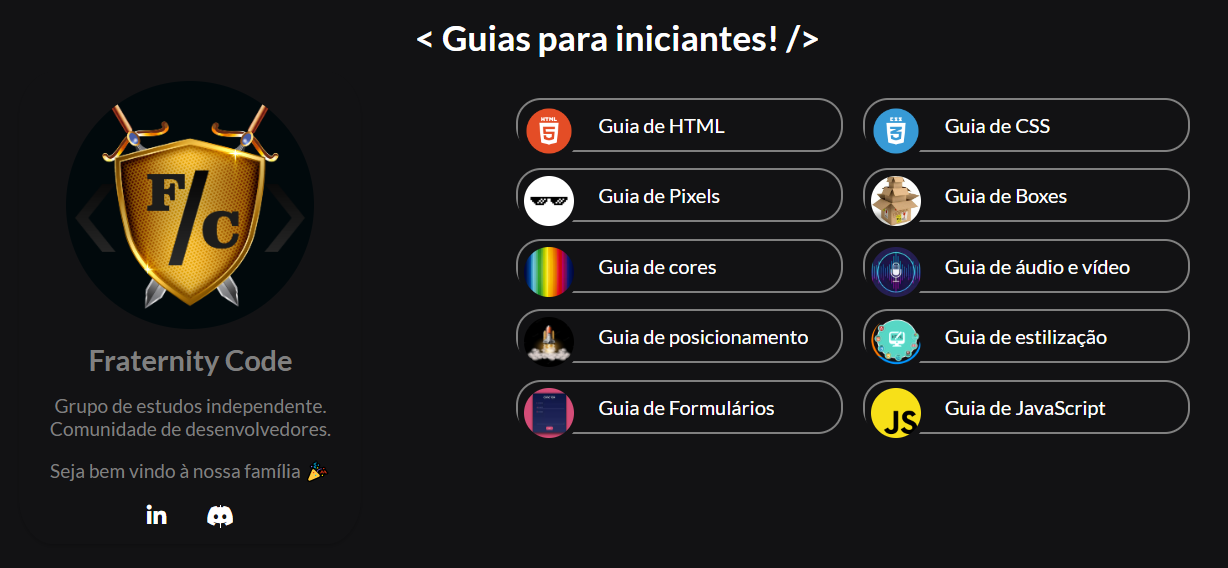 < Guias para iniciantes! />
F/C
Fraternity Code
Grupo de estudos independente.
Comunidade de desenvolvedores.
Seja bem vindo à nossa família 🎉
in
HTML
5
Guia de HTML
CSS
3
Guia de CSS
Guia de Pixels
Guia de Boxes
Guia de cores
Guia de áudio e vídeo
Guia de posicionamento
Guia de estilização
Guia de Formulários
JS
Guia de JavaScript